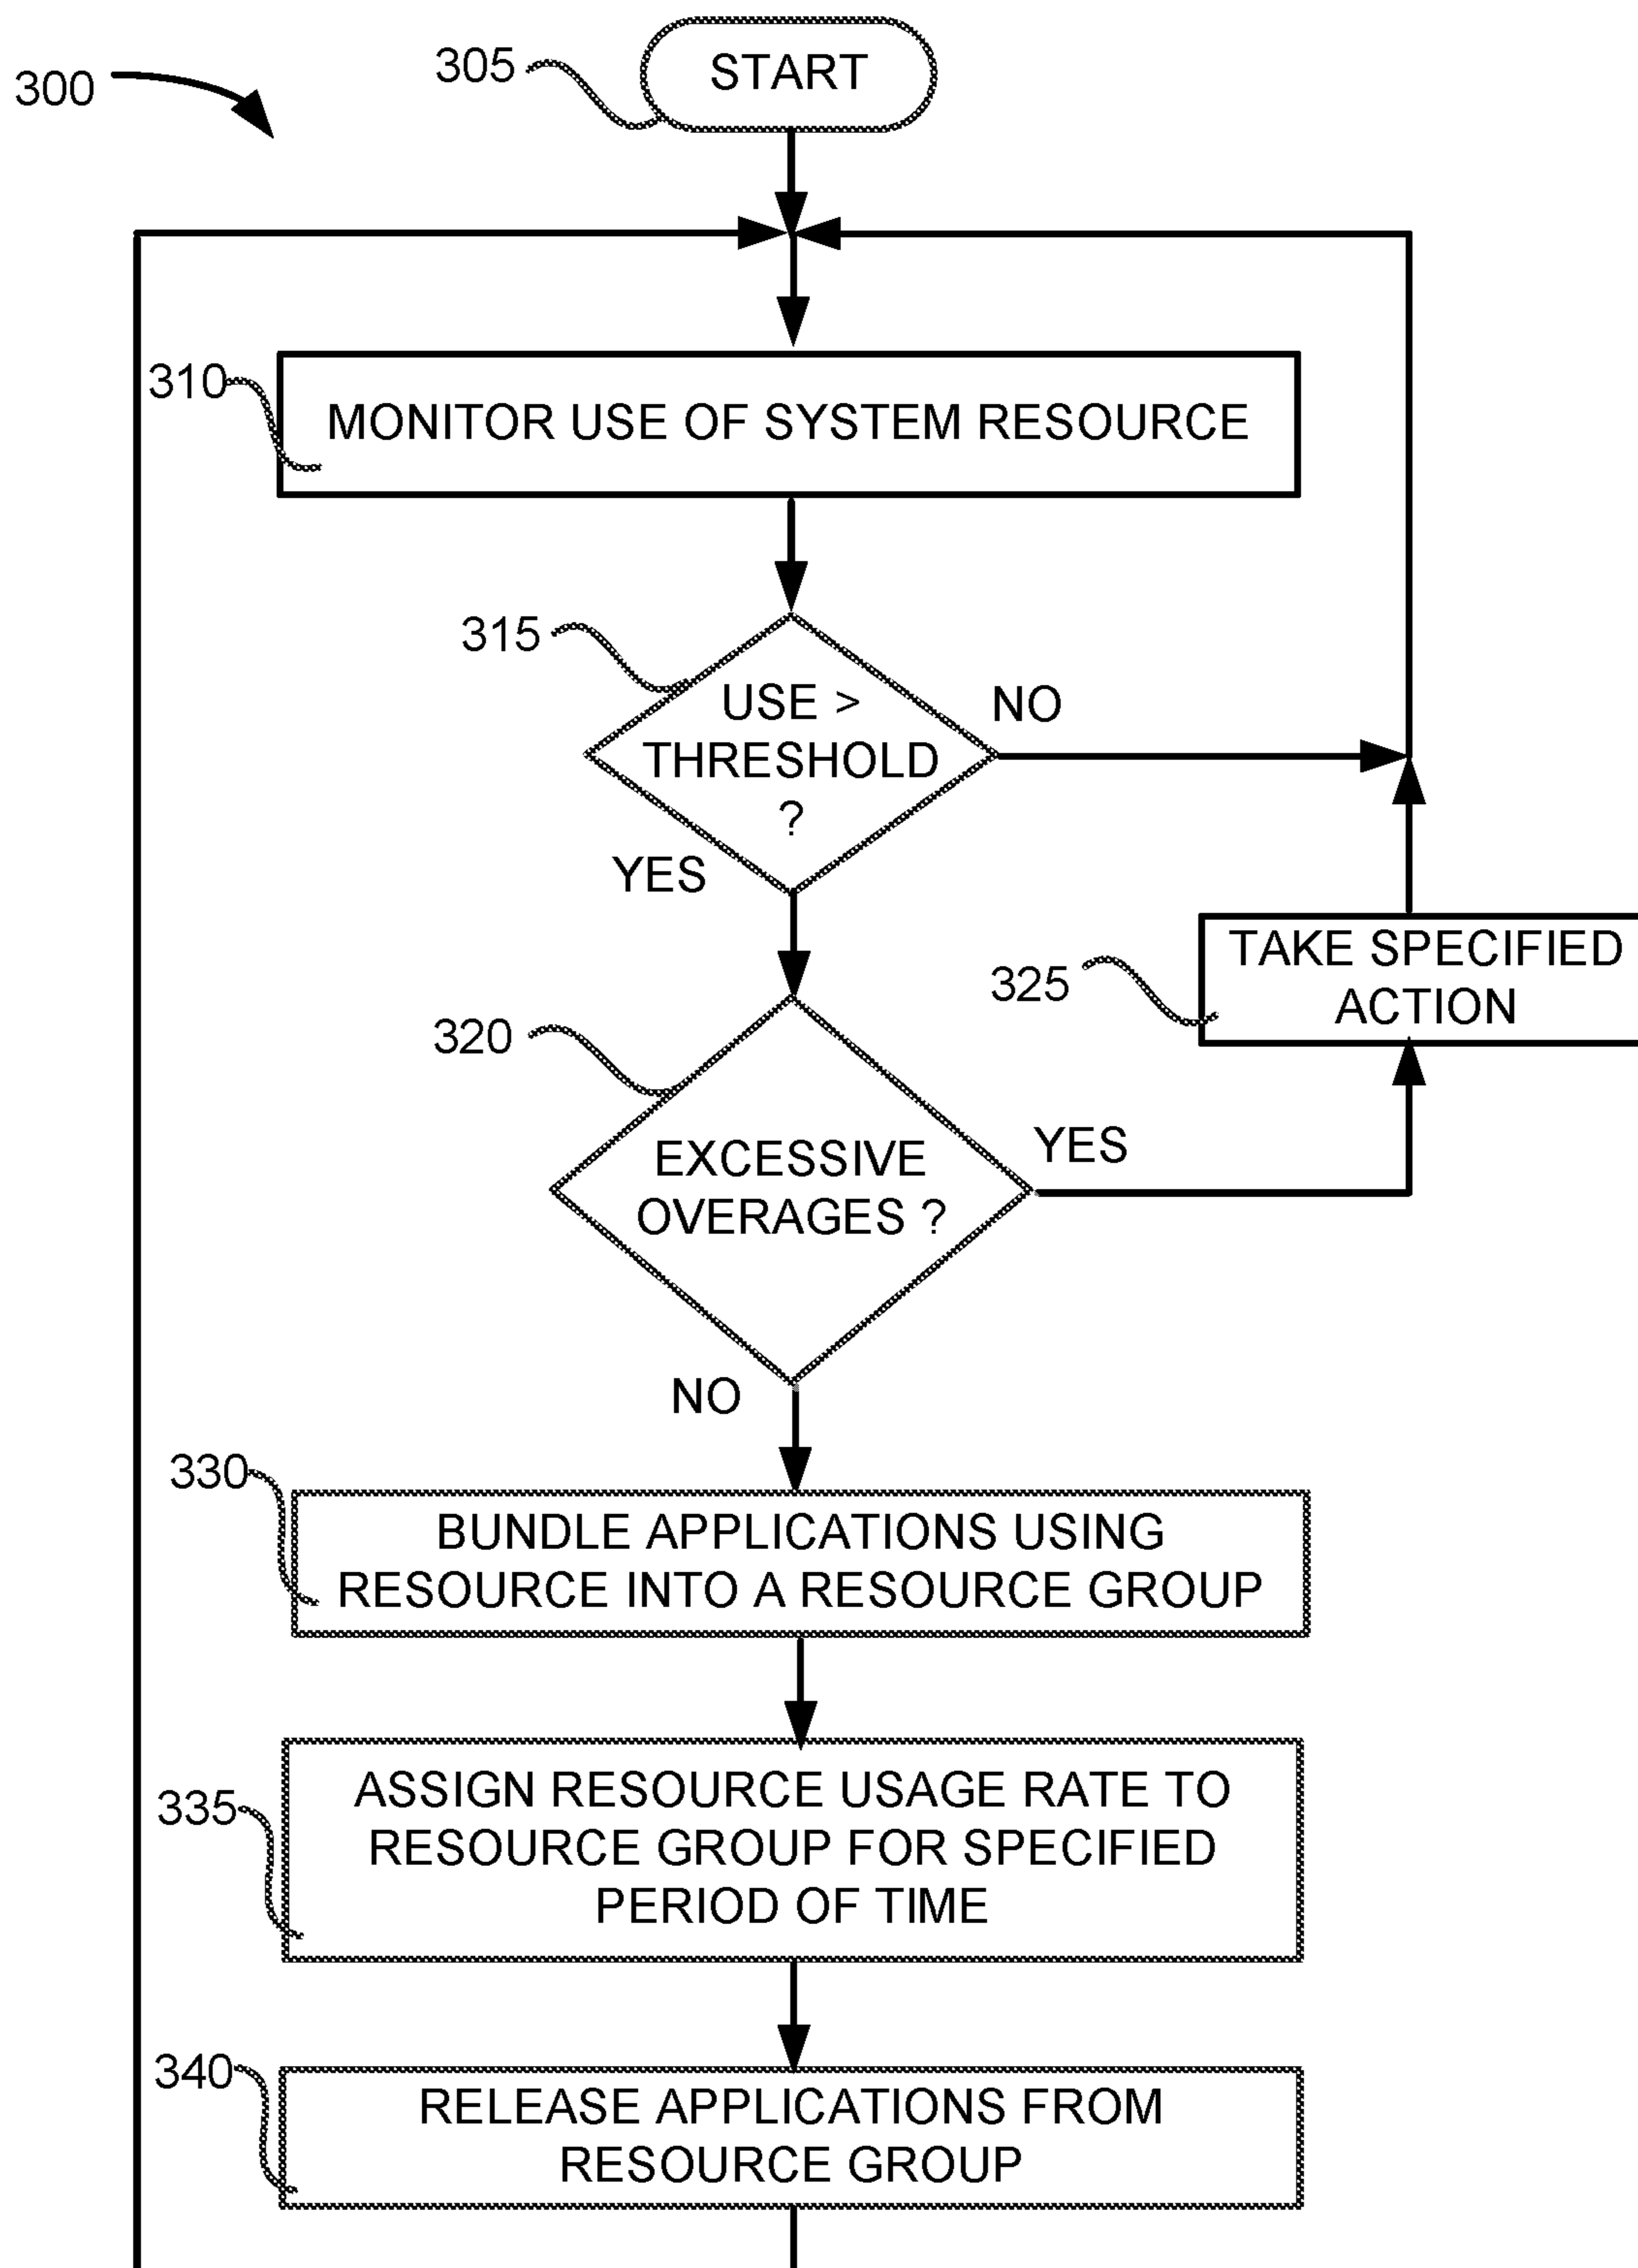 305
START
300
310
MONITOR USE OF SYSTEM RESOURCE
315
USE >
THRESHOLD
?
NO
YES
TAKE SPECIFIED
ACTION
325
320
EXCESSIVE
OVERAGES ?
YES
NO
330
BUNDLE APPLICATIONS USING
RESOURCE INTO A RESOURCE GROUP
335
ASSIGN RESOURCE USAGE RATE TO
RESOURCE GROUP FOR SPECIFIED
PERIOD OF TIME
340
RELEASE APPLICATIONS FROM
RESOURCE GROUP